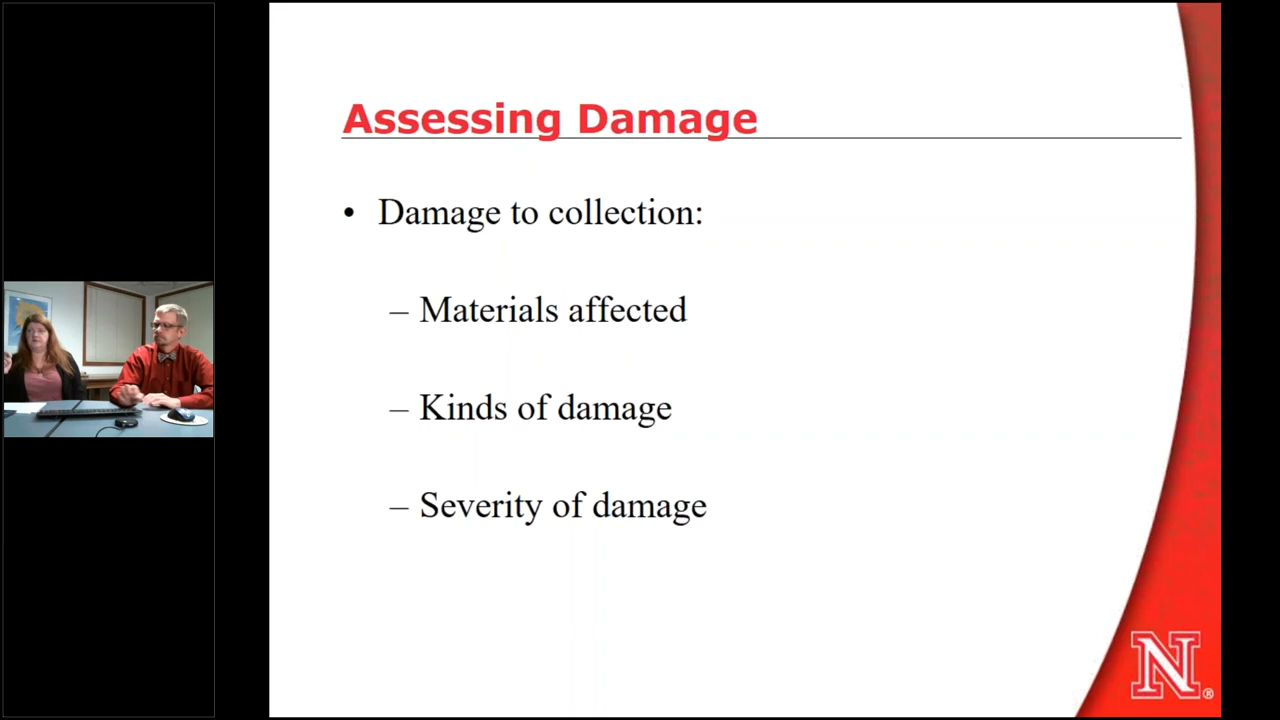 Assessing Damage
• Damage to collection:
– Materials affected
– Kinds of damage
– Severity of damage
N®